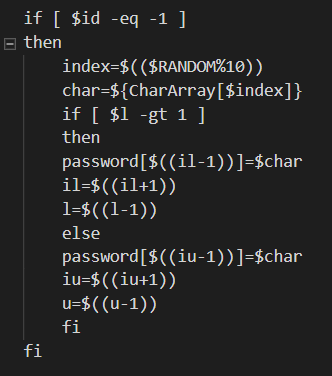 if [ $id -eq -1 ]
then
index=$(($RANDOM%10))
char=${CharArray[$index]}
if [ $l -gt 1 ]
then
password[$((il-1))]=$char
il=$((il+1))
l=$((l-1))
else
password[$((iu-1))]=$char
iu=$((iu+1))
u=$((u-1))
fi
fi